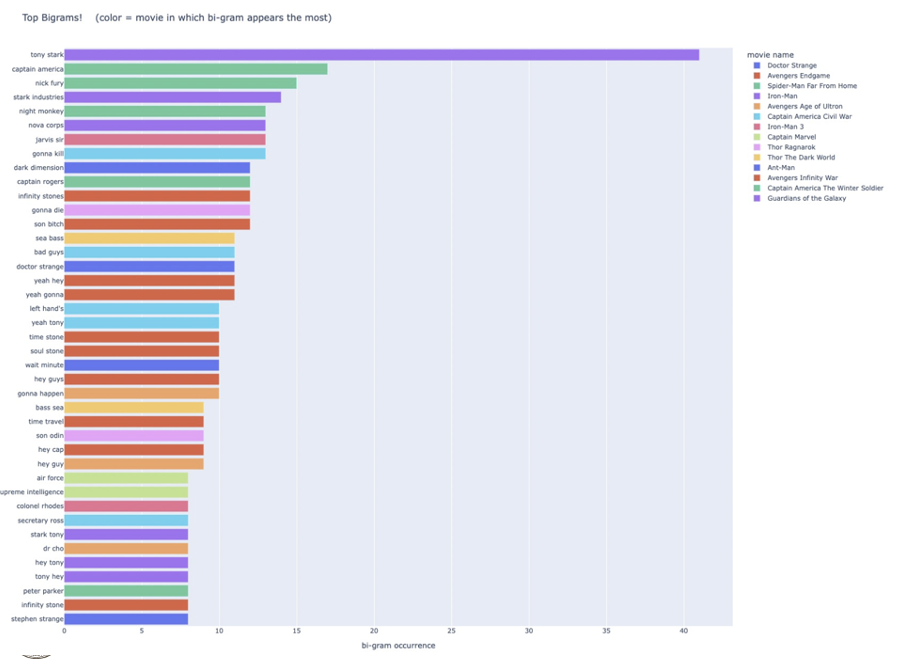 Top Bigrams! (color = movie in which bi-gram appears the most)
tony stark
captain america
nick fury
stark industries
night monkey
nova corps
jarvis sir
gonna kill
dark dimension
captain rogers
infinity stones
gonna die
son bitch
sea bass
bad guys
doctor strange
yeah hey
yeah gonna
left hand's
yeah tony
time stone
soul stone
wait minute
hey guys
gonna happen
bass sea
time travel
son odin
hey cap
hey guy
air force
upreme intelligence
colonel rhodes
secretary ross
stark tony
dr cho
hey tony
tony hey
peter parker
infinity stone
stephen strange
0 5 10 15 20 25 30 35 40
bi-gram occurrence
movie name
Doctor Strange
Avengers Endgame
Spider-Man Far From Home
Iron-Man
Avengers Age of Ultron
Captain America Civil War
Iron-Man 3
Captain Marvel
Thor Ragnarok
Thor The Dark World
Ant-Man
Avengers Infinity War
Captain America The Winter Soldier
Guardians of the Galaxy